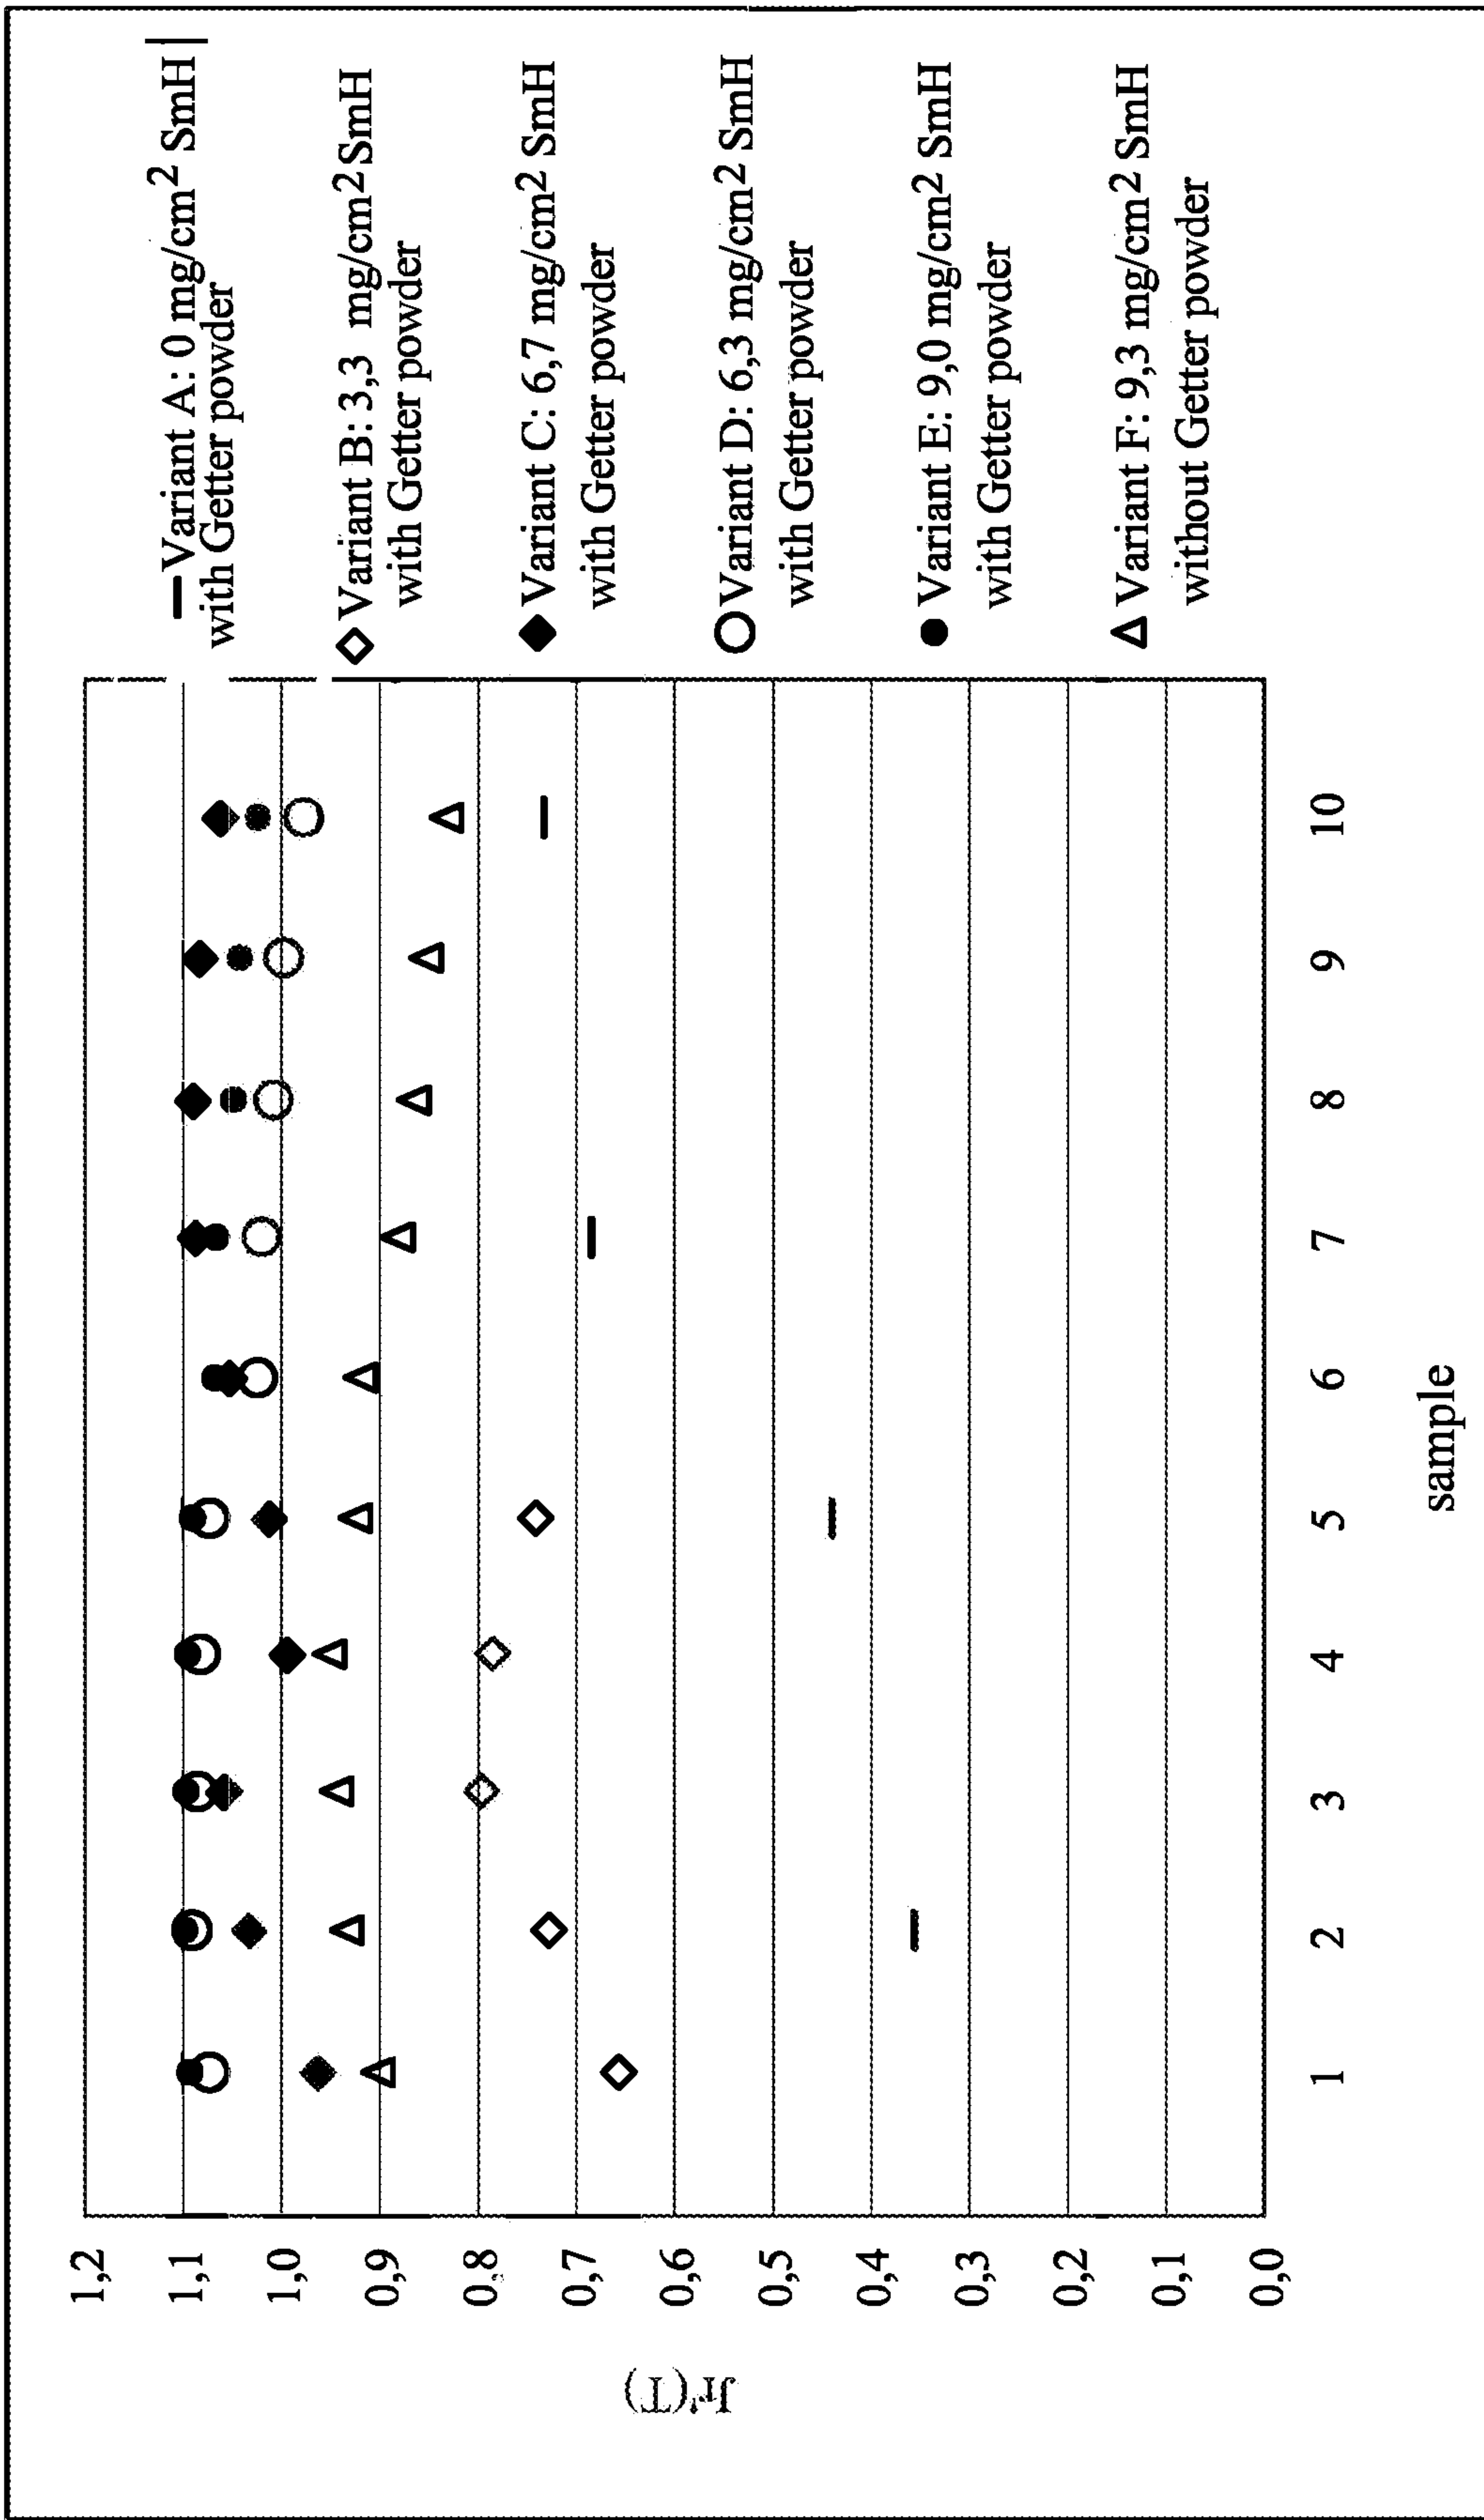 Jr'(T)
1,2
1,1
1,0
0,9
0,8
0,7
0,6
0,5
0,4
0,3
0,2
0,1
0,0
1 2 3 4 5 6 7 8 9 10
sample
Variant A: 0 mg/cm2 SmH
with Getter powder
Variant B: 3,3 mg/cm2 SmH
with Getter powder
Variant C: 6,7 mg/cm2 SmH
with Getter powder
Variant D: 6,3 mg/cm2 SmH
with Getter powder
Variant E: 9,0 mg/cm2 SmH
with Getter powder
Variant F: 9,3 mg/cm2 SmH
without Getter powder